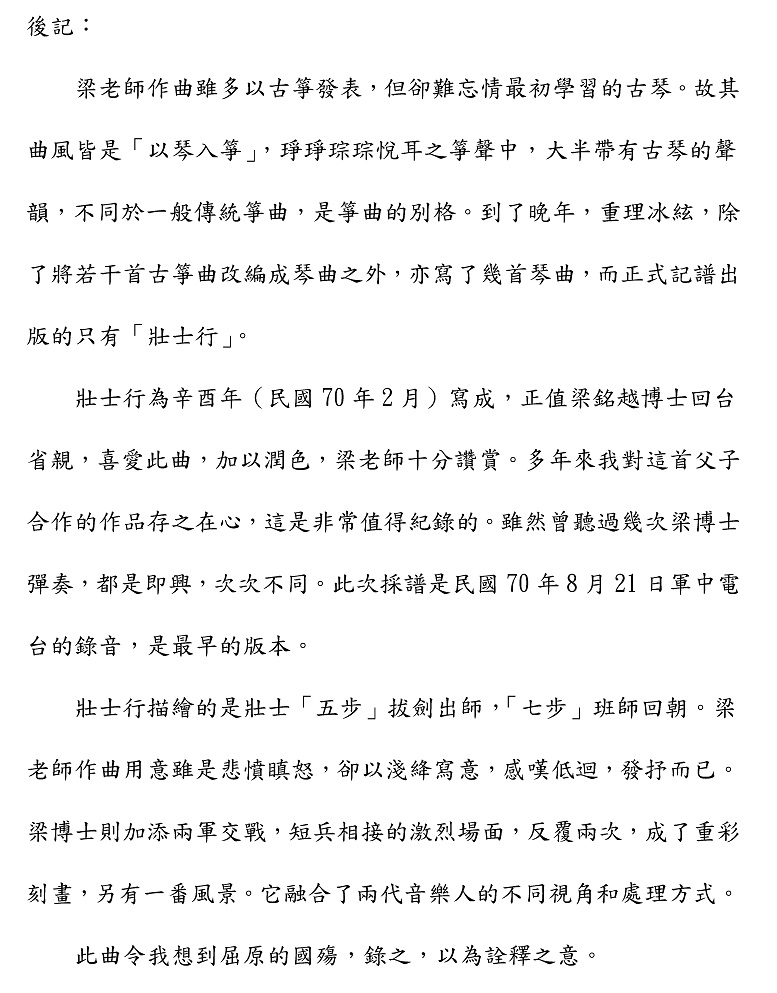 後記：
梁老師作曲雖多以古箏發表，但卻難忘情最初學習的古琴。故其
曲風皆是「以琴入箏」，琤琤琮琮悅耳之箏聲中，大半帶有古琴的聲
韻，不同於一般傳統箏曲，是箏曲的別格。到了晚年，重理冰絃，除
了將若干首古箏曲改編成琴曲之外，亦寫了幾首琴曲，而正式記譜出
版的只有「壯士行」。
壯士行為辛酉年（民國 70 年 2 月）寫成，正值梁銘越博士回台
省親，喜愛此曲，加以潤色，梁老師十分讚賞。多年來我對這首父子
合作的作品存之在心，這是非常值得紀錄的。雖然曾聽過幾次梁博士
彈奏，都是即興，次次不同。此次採譜是民國 70 年 8 月 21 日軍中電
台的錄音，是最早的版本。
壯士行描繪的是壯士「五步」拔劍出師，「七步」班師回朝。梁
老師作曲用意雖是悲憤瞋怒，卻以淺絳寫意，感嘆低迴，發抒而已。
梁博士則加添兩軍交戰，短兵相接的激烈場面，反覆兩次，成了重彩
刻畫，另有一番風景。它融合了兩代音樂人的不同視角和處理方式。
此曲令我想到屈原的國殤，錄之，以為詮釋之意。